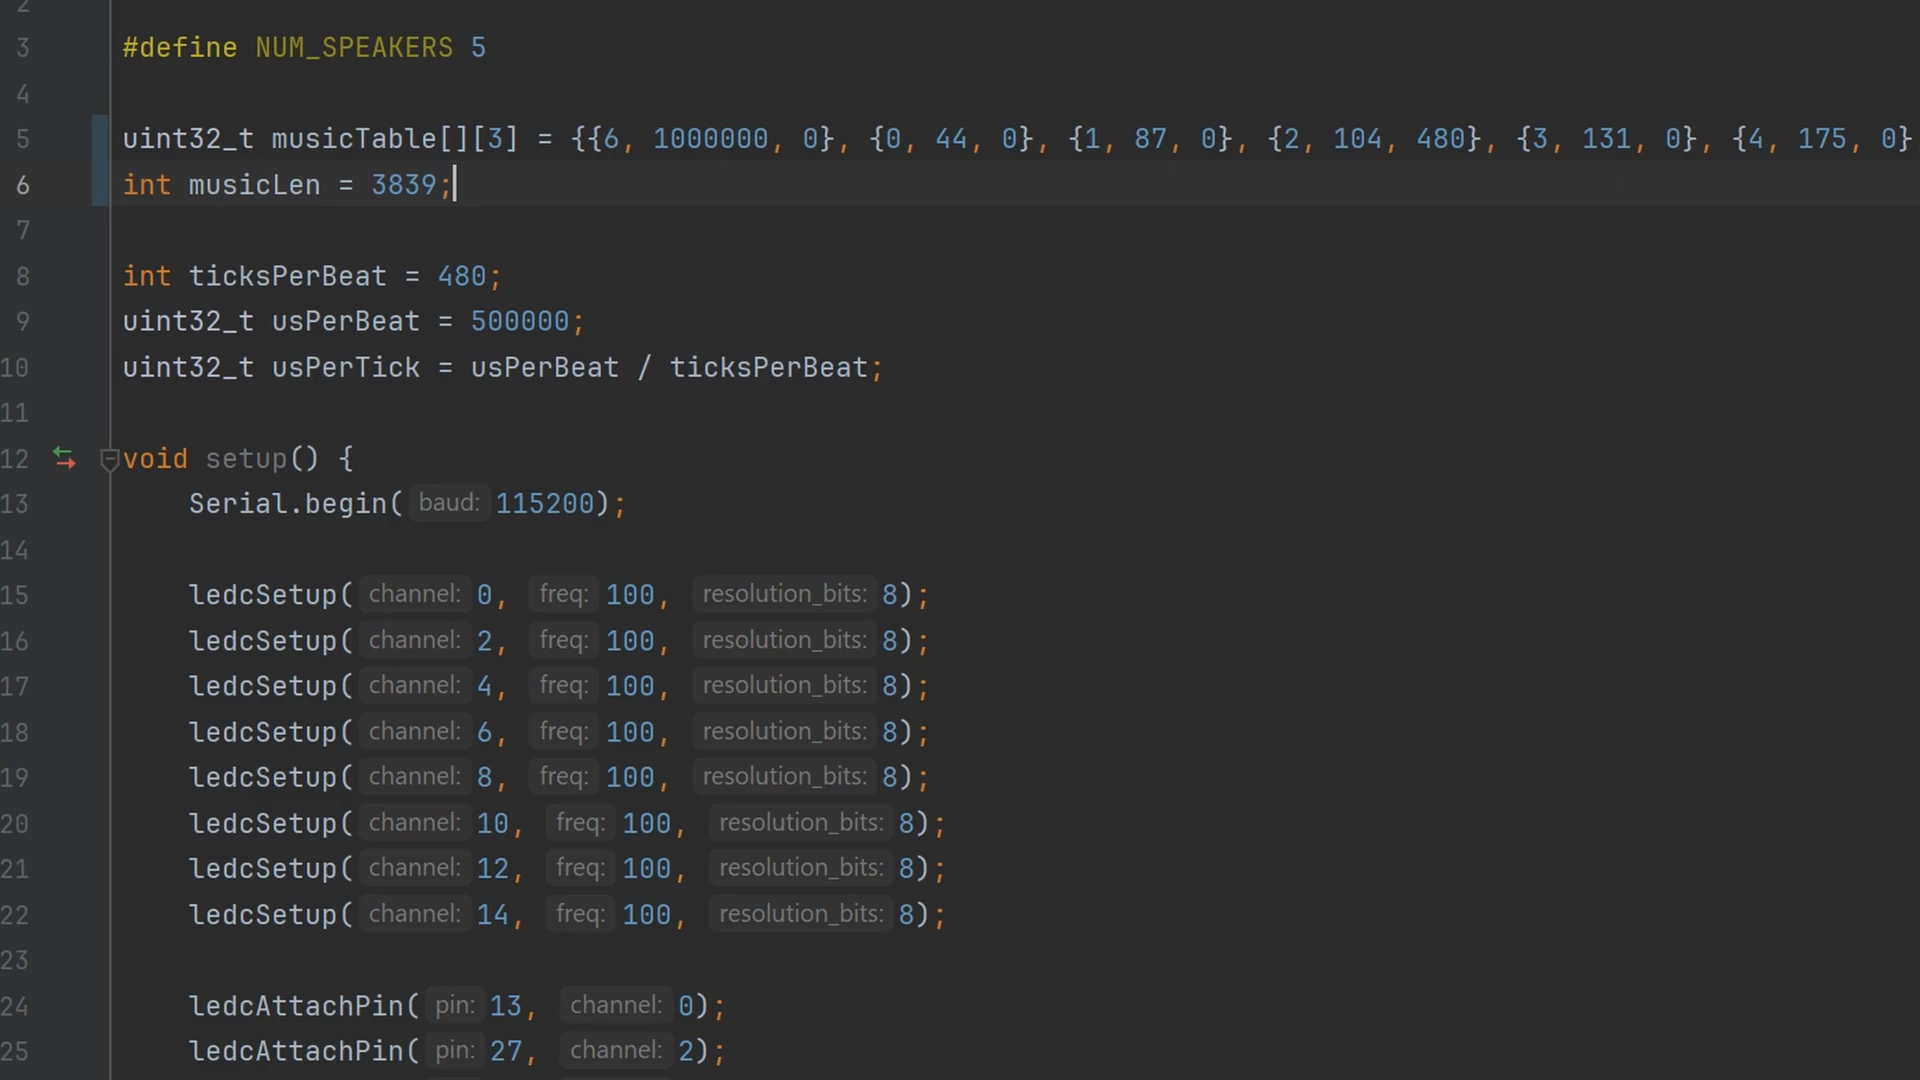 2
3 #define NUM_SPEAKERS 5
4
5 uint32_t musicTable[][3] = {{6, 1000000, 0}, {0, 44, 0}, {1, 87, 0}, {2, 104, 480}, {3, 131, 0}, {4, 175, 0}
6 int musicLen = 3839;
7
8 int ticksPerBeat = 480;
9 uint32_t usPerBeat = 500000;
10 uint32_t usPerTick = usPerBeat / ticksPerBeat;
11
12 void setup() {
13 Serial.begin( baud: 115200);
14
15 ledcSetup( channel: 0, freq: 100, resolution_bits: 8);
16 ledcSetup( channel: 2, freq: 100, resolution_bits: 8);
17 ledcSetup( channel: 4, freq: 100, resolution_bits: 8);
18 ledcSetup( channel: 6, freq: 100, resolution_bits: 8);
19 ledcSetup( channel: 8, freq: 100, resolution_bits: 8);
20 ledcSetup( channel: 10, freq: 100, resolution_bits: 8);
21 ledcSetup( channel: 12, freq: 100, resolution_bits: 8);
22 ledcSetup( channel: 14, freq: 100, resolution_bits: 8);
23
24 ledcAttachPin( pin: 13, channel: 0);
25 ledcAttachPin( pin: 27, channel: 2);